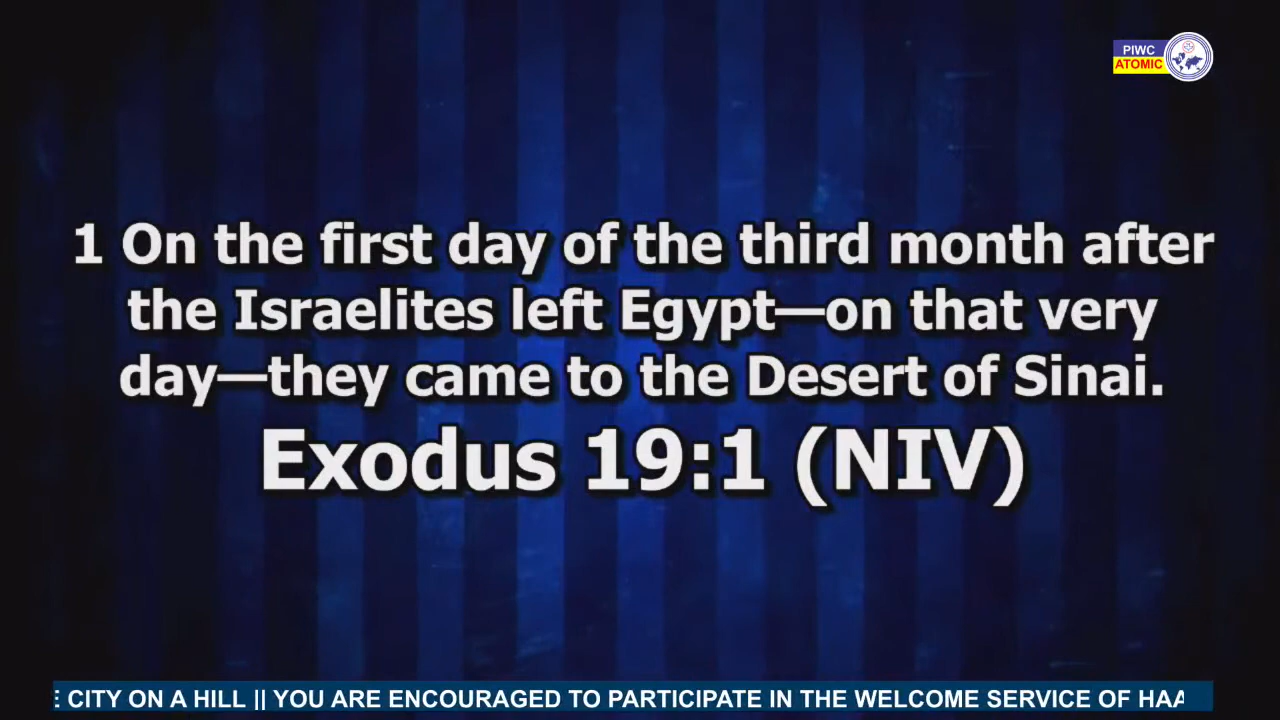 PIWC
ATOMIC
1 On the first day of the third month after
the Israelites left Egypt—on that very
day—they came to the Desert of Sinai.
Exodus 19:1 (NIV)
CITY ON A HILL || YOU ARE ENCOURAGED TO PARTICIPATE IN THE WELCOME SERVICE OF